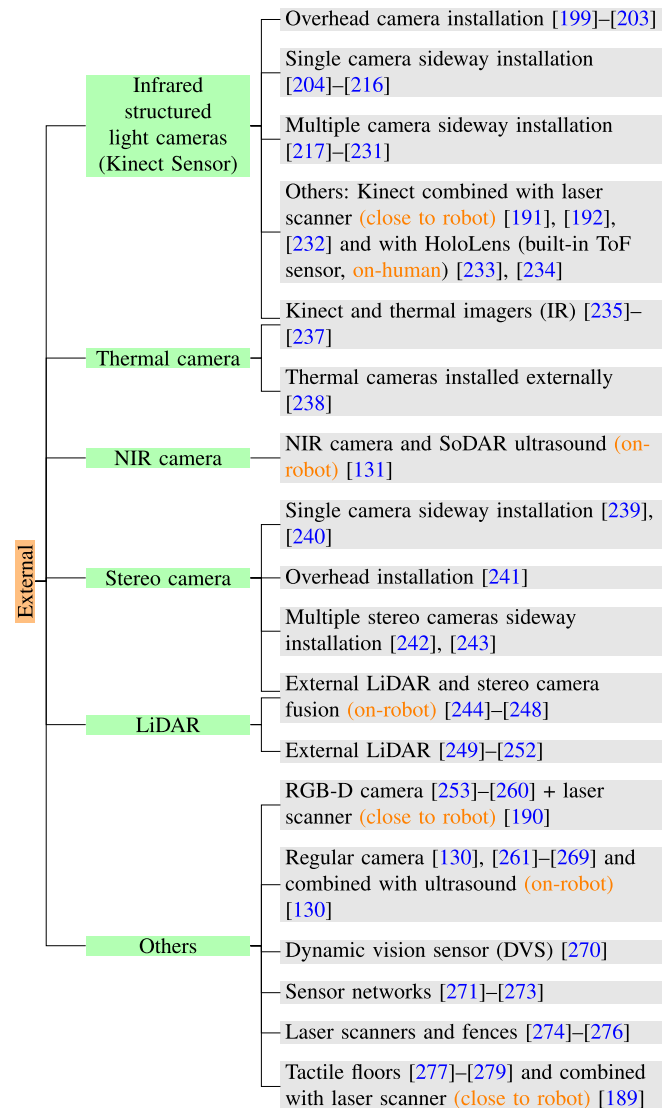 External
Infrared
structured
light cameras
(Kinect Sensor)
Overhead camera installation [199]–[203]
Single camera sideway installation
[204]–[216]
Multiple camera sideway installation
[217]–[231]
Others: Kinect combined with laser
scanner (close to robot) [191], [192],
[232] and with HoloLens (built-in ToF
sensor, on-human) [233], [234]
Kinect and thermal imagers (IR) [235]–
[237]
Thermal camera
Thermal cameras installed externally
[238]
NIR camera
NIR camera and SoDAR ultrasound (on-
robot) [131]
Stereo camera
Single camera sideway installation [239],
[240]
Overhead installation [241]
Multiple stereo cameras sideway
installation [242], [243]
External LiDAR and stereo camera
fusion (on-robot) [244]–[248]
LiDAR
External LiDAR [249]–[252]
Others
RGB-D camera [253]–[260] + laser
scanner (close to robot) [190]
Regular camera [130], [261]–[269] and
combined with ultrasound (on-robot)
[130]
Dynamic vision sensor (DVS) [270]
Sensor networks [271]–[273]
Laser scanners and fences [274]–[276]
Tactile floors [277]–[279] and combined
with laser scanner (close to robot) [189]